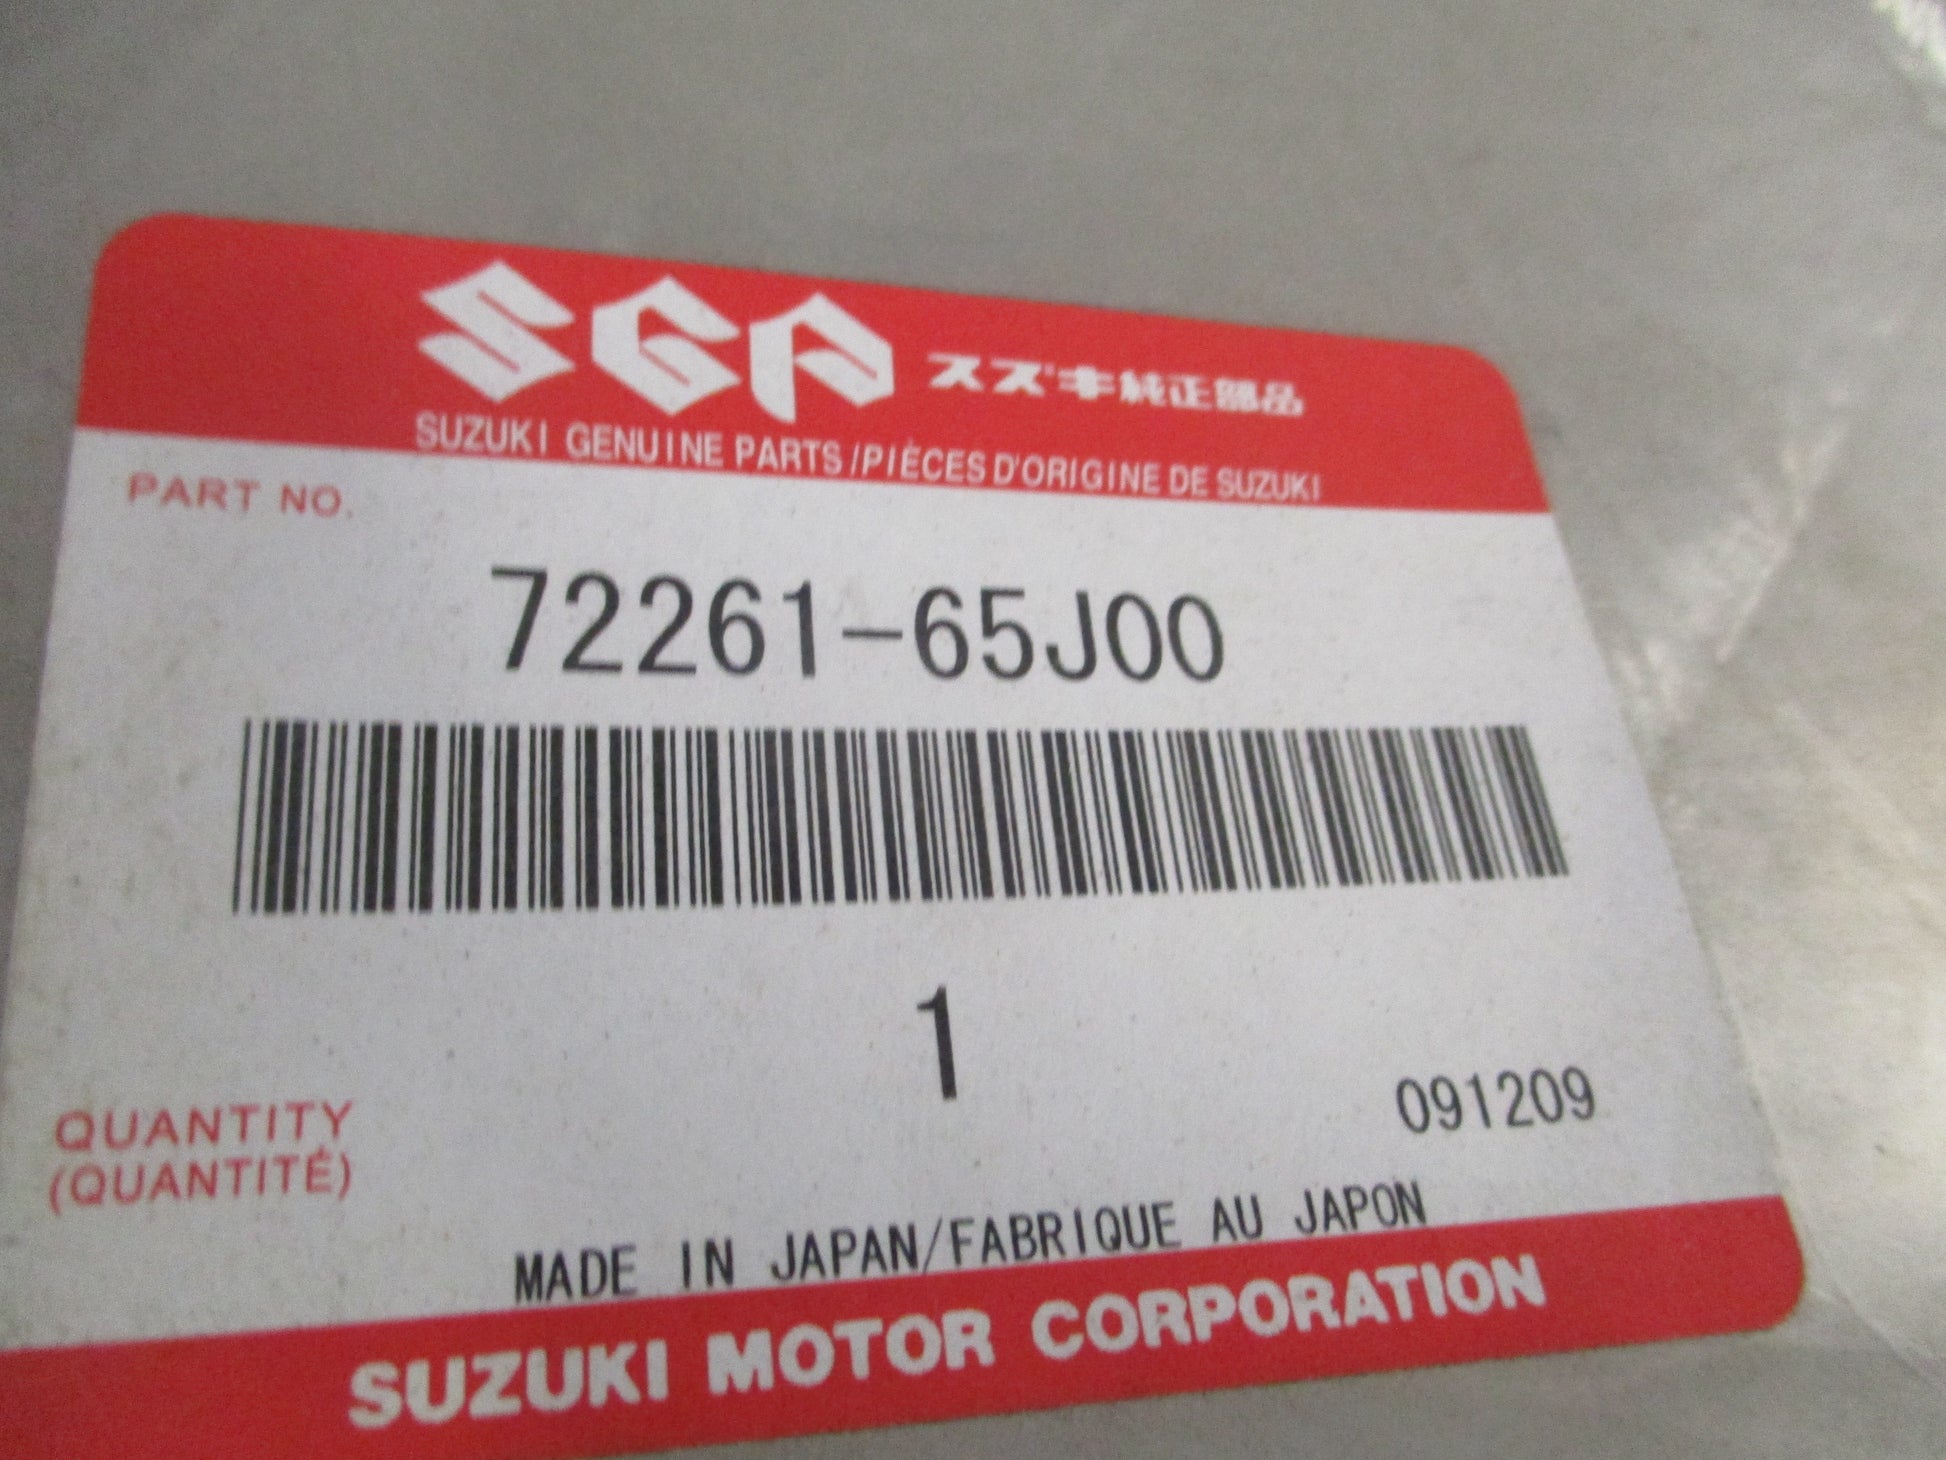 SGP スズキ純正部品
SUZUKI GENUINE PARTS/PIÈCES D'ORIGINE DE SUZUKI
PART NO.
72261-65J00
1
091209
QUANTITY
(QUANTITÉ)
MADE IN JAPAN/FABRIQUE AU JAPON
SUZUKI MOTOR CORPORATION